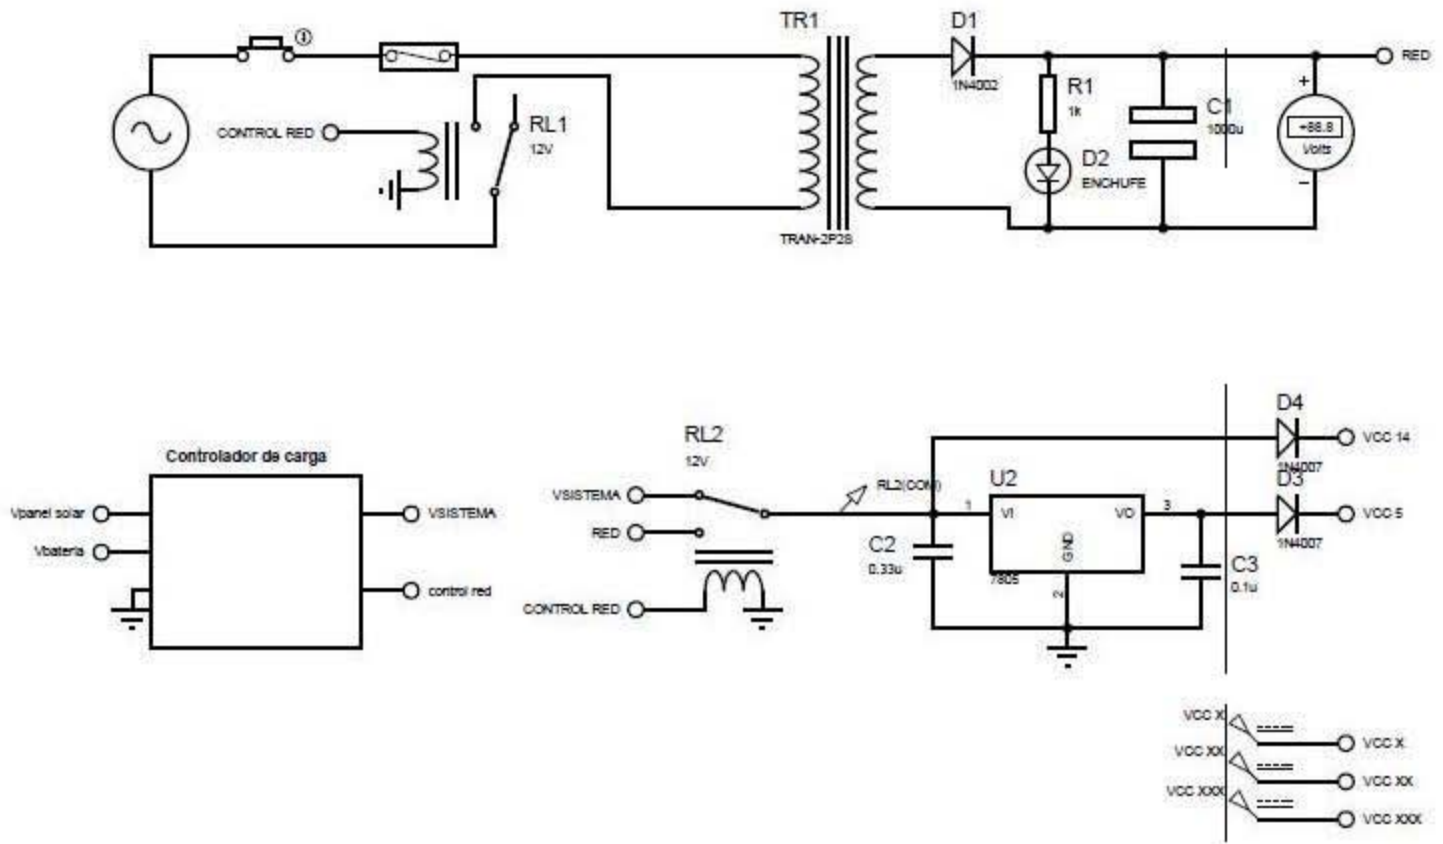 TR1
D1
1N4002
RED
R1
1k
C1
1000u
+
+88.8
Volts
−
CONTROL RED
RL1
12V
D2
ENCHUFE
TRAN-2P2S
Controlador de carga
Vpanel solar
Vbateria
VSISTEMA
control red
RL2
12V
VSISTEMA
RED
CONTROL RED
RL2(COM)
U2
1
VI
VO
3
GND
2
7805
C2
0.33u
C3
0.1u
D4
1N4007
VCC 14
D3
1N4007
VCC 5
VCC X
VCC X
VCC XX
VCC XX
VCC XXX
VCC XXX